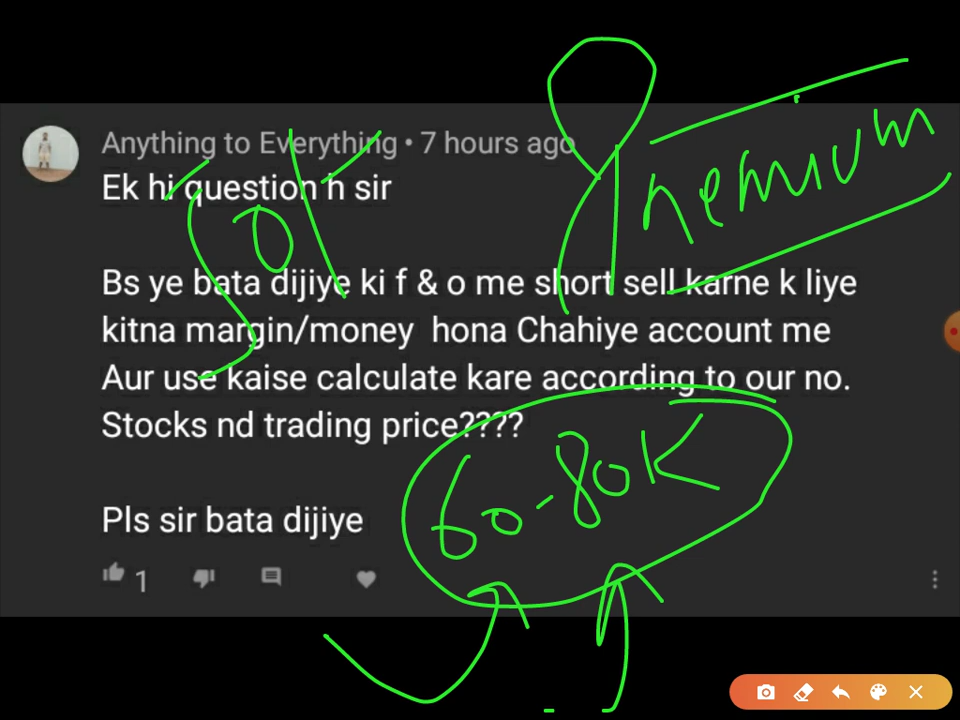 Anything to Everything • 7 hours ago
Ek hi question h sir
50K
Premium
Bs ye bata dijiye ki f & o me short sell karne k liye
kitna margin/money hona Chahiye account me
Aur use kaise calculate kare according to our no.
Stocks nd trading price????
60-80K
Pls sir bata dijiye
1